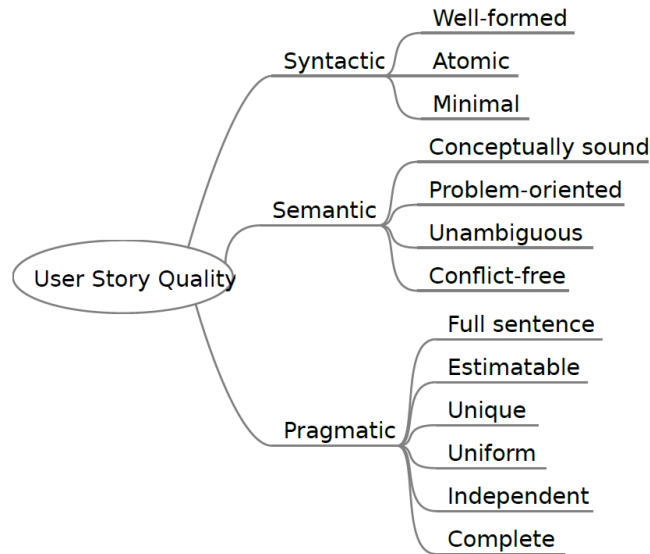 User Story Quality
Syntactic
Well-formed
Atomic
Minimal
Semantic
Conceptually sound
Problem-oriented
Unambiguous
Conflict-free
Pragmatic
Full sentence
Estimatable
Unique
Uniform
Independent
Complete